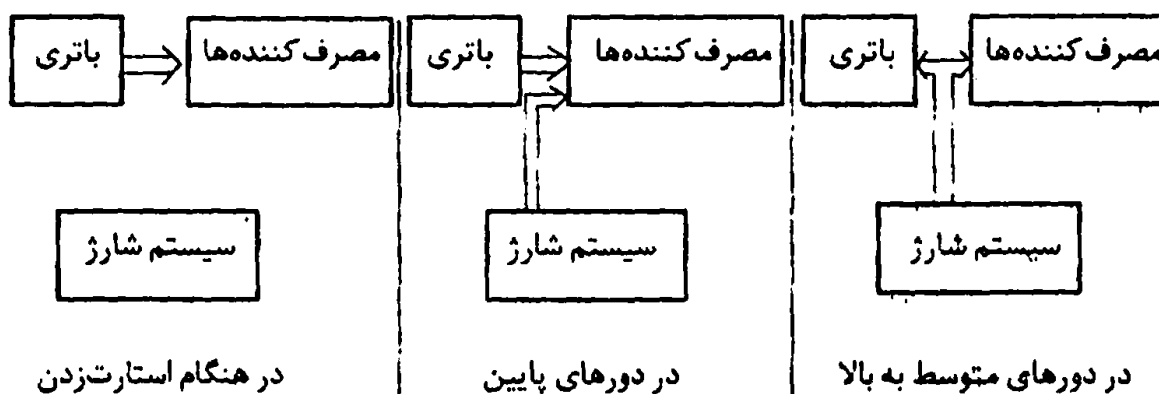 مصرف‌کننده‌ها
باتری
سیستم شارژ
در دورهای متوسط به بالا
مصرف‌کننده‌ها
باتری
سیستم شارژ
در دورهای پایین
مصرف‌کننده‌ها
باتری
سیستم شارژ
در هنگام استارت‌زدن